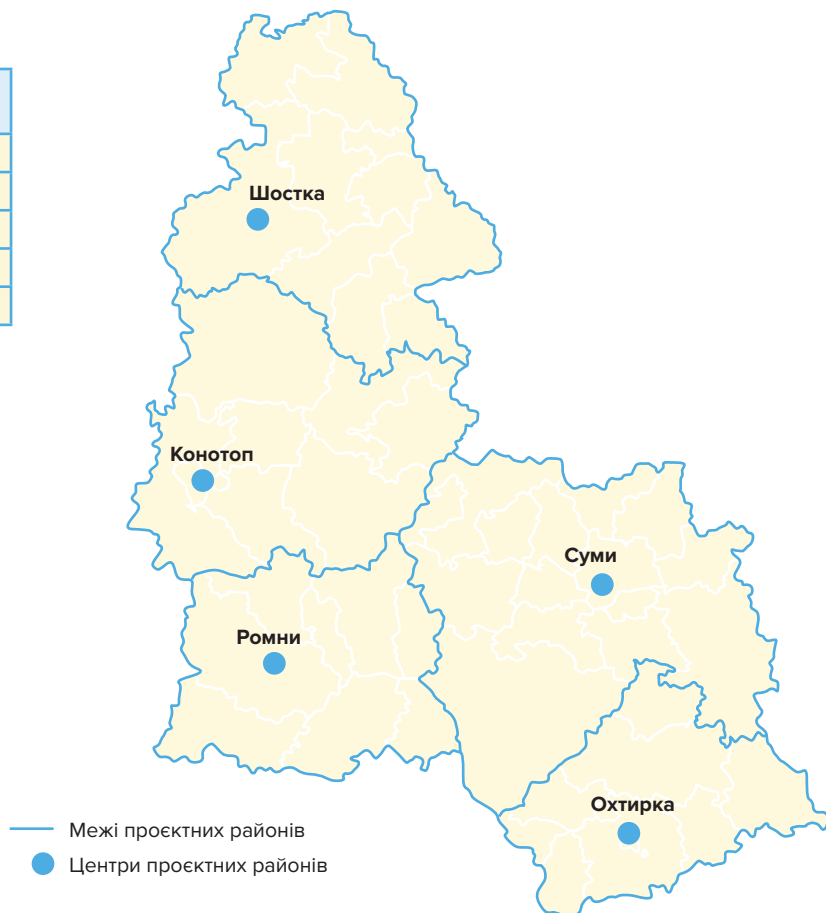 Шостка
Конотоп
Суми
Ромни
Охтирка
Межі проєктних районів
Центри проєктних районів